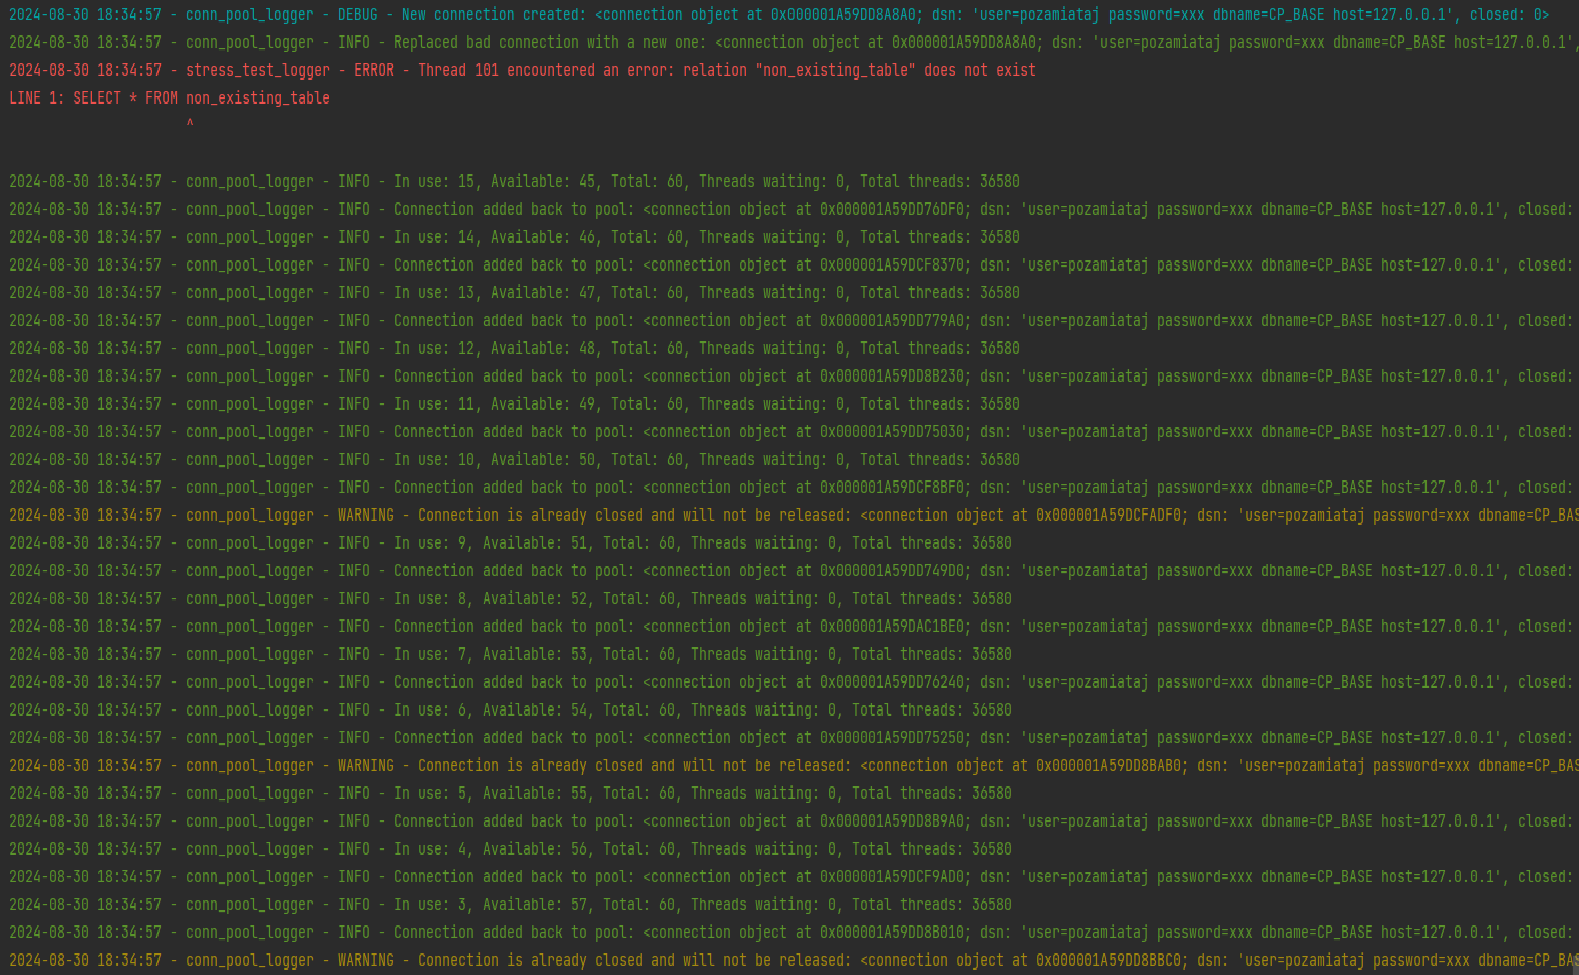 2024-08-30 18:34:57 - conn_pool_logger - DEBUG - New connection created: <connection object at 0x000001A59DD8A8A0; dsn: 'user=pozamiataj password=xxx dbname=CP_BASE host=127.0.0.1', closed: 0>
2024-08-30 18:34:57 - conn_pool_logger - INFO - Replaced bad connection with a new one: <connection object at 0x000001A59DD8A8A0; dsn: 'user=pozamiataj password=xxx dbname=CP_BASE host=127.0.0.1',
2024-08-30 18:34:57 - stress_test_logger - ERROR - Thread 101 encountered an error: relation "non_existing_table" does not exist
LINE 1: SELECT * FROM non_existing_table
^
2024-08-30 18:34:57 - conn_pool_logger - INFO - In use: 15, Available: 45, Total: 60, Threads waiting: 0, Total threads: 36580
2024-08-30 18:34:57 - conn_pool_logger - INFO - Connection added back to pool: <connection object at 0x000001A59DD76DF0; dsn: 'user=pozamiataj password=xxx dbname=CP_BASE host=127.0.0.1', closed:
2024-08-30 18:34:57 - conn_pool_logger - INFO - In use: 14, Available: 46, Total: 60, Threads waiting: 0, Total threads: 36580
2024-08-30 18:34:57 - conn_pool_logger - INFO - Connection added back to pool: <connection object at 0x000001A59DCF8370; dsn: 'user=pozamiataj password=xxx dbname=CP_BASE host=127.0.0.1', closed:
2024-08-30 18:34:57 - conn_pool_logger - INFO - In use: 13, Available: 47, Total: 60, Threads waiting: 0, Total threads: 36580
2024-08-30 18:34:57 - conn_pool_logger - INFO - Connection added back to pool: <connection object at 0x000001A59DD779A0; dsn: 'user=pozamiataj password=xxx dbname=CP_BASE host=127.0.0.1', closed:
2024-08-30 18:34:57 - conn_pool_logger - INFO - In use: 12, Available: 48, Total: 60, Threads waiting: 0, Total threads: 36580
2024-08-30 18:34:57 - conn_pool_logger - INFO - Connection added back to pool: <connection object at 0x000001A59DD8B230; dsn: 'user=pozamiataj password=xxx dbname=CP_BASE host=127.0.0.1', closed:
2024-08-30 18:34:57 - conn_pool_logger - INFO - In use: 11, Available: 49, Total: 60, Threads waiting: 0, Total threads: 36580
2024-08-30 18:34:57 - conn_pool_logger - INFO - Connection added back to pool: <connection object at 0x000001A59DD75030; dsn: 'user=pozamiataj password=xxx dbname=CP_BASE host=127.0.0.1', closed:
2024-08-30 18:34:57 - conn_pool_logger - INFO - In use: 10, Available: 50, Total: 60, Threads waiting: 0, Total threads: 36580
2024-08-30 18:34:57 - conn_pool_logger - INFO - Connection added back to pool: <connection object at 0x000001A59DCF8BF0; dsn: 'user=pozamiataj password=xxx dbname=CP_BASE host=127.0.0.1', closed:
2024-08-30 18:34:57 - conn_pool_logger - WARNING - Connection is already closed and will not be released: <connection object at 0x000001A59DCFADF0; dsn: 'user=pozamiataj password=xxx dbname=CP_BAS
2024-08-30 18:34:57 - conn_pool_logger - INFO - In use: 9, Available: 51, Total: 60, Threads waiting: 0, Total threads: 36580
2024-08-30 18:34:57 - conn_pool_logger - INFO - Connection added back to pool: <connection object at 0x000001A59DD749D0; dsn: 'user=pozamiataj password=xxx dbname=CP_BASE host=127.0.0.1', closed:
2024-08-30 18:34:57 - conn_pool_logger - INFO - In use: 8, Available: 52, Total: 60, Threads waiting: 0, Total threads: 36580
2024-08-30 18:34:57 - conn_pool_logger - INFO - Connection added back to pool: <connection object at 0x000001A59DAC1BE0; dsn: 'user=pozamiataj password=xxx dbname=CP_BASE host=127.0.0.1', closed:
2024-08-30 18:34:57 - conn_pool_logger - INFO - In use: 7, Available: 53, Total: 60, Threads waiting: 0, Total threads: 36580
2024-08-30 18:34:57 - conn_pool_logger - INFO - Connection added back to pool: <connection object at 0x000001A59DD76240; dsn: 'user=pozamiataj password=xxx dbname=CP_BASE host=127.0.0.1', closed:
2024-08-30 18:34:57 - conn_pool_logger - INFO - In use: 6, Available: 54, Total: 60, Threads waiting: 0, Total threads: 36580
2024-08-30 18:34:57 - conn_pool_logger - INFO - Connection added back to pool: <connection object at 0x000001A59DD75250; dsn: 'user=pozamiataj password=xxx dbname=CP_BASE host=127.0.0.1', closed:
2024-08-30 18:34:57 - conn_pool_logger - WARNING - Connection is already closed and will not be released: <connection object at 0x000001A59DD8BAB0; dsn: 'user=pozamiataj password=xxx dbname=CP_BAS
2024-08-30 18:34:57 - conn_pool_logger - INFO - In use: 5, Available: 55, Total: 60, Threads waiting: 0, Total threads: 36580
2024-08-30 18:34:57 - conn_pool_logger - INFO - Connection added back to pool: <connection object at 0x000001A59DD8B9A0; dsn: 'user=pozamiataj password=xxx dbname=CP_BASE host=127.0.0.1', closed:
2024-08-30 18:34:57 - conn_pool_logger - INFO - In use: 4, Available: 56, Total: 60, Threads waiting: 0, Total threads: 36580
2024-08-30 18:34:57 - conn_pool_logger - INFO - Connection added back to pool: <connection object at 0x000001A59DCF9AD0; dsn: 'user=pozamiataj password=xxx dbname=CP_BASE host=127.0.0.1', closed:
2024-08-30 18:34:57 - conn_pool_logger - INFO - In use: 3, Available: 57, Total: 60, Threads waiting: 0, Total threads: 36580
2024-08-30 18:34:57 - conn_pool_logger - INFO - Connection added back to pool: <connection object at 0x000001A59DD8B010; dsn: 'user=pozamiataj password=xxx dbname=CP_BASE host=127.0.0.1', closed:
2024-08-30 18:34:57 - conn_pool_logger - WARNING - Connection is already closed and will not be released: <connection object at 0x000001A59DD8BBC0; dsn: 'user=pozamiataj password=xxx dbname=CP_BAS